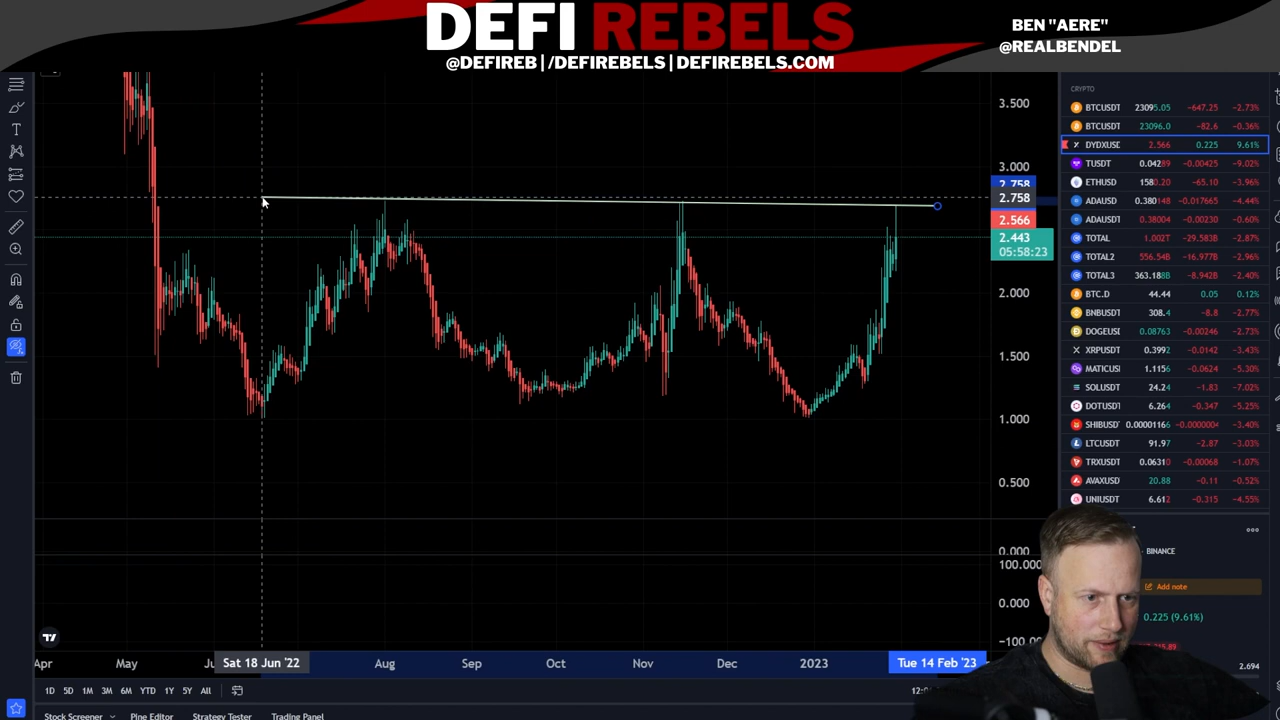 DEFI REBELS
@DEFIREB | /DEFIREBELS | DEFIREBELS.COM
BEN "AERE"
@REALBENDEL
CRYPTO
BTCUSDT 23095.05 −647.25 −2.73%
BTCUSDT 23096.0 −82.6 −0.36%
DYDXUSD 2.566 0.225 9.61%
TUSDT 0.04289 −0.00425 −9.02%
ETHUSD 1580.20 −65.10 −3.96%
ADAUSD 0.380148 −0.017665 −4.44%
ADAUSDT 0.38004 −0.00230 −0.60%
TOTAL 1.002T −29.583B −2.87%
TOTAL2 556.54B −16.977B −2.96%
TOTAL3 363.188B −8.942B −2.40%
BTC.D 44.44 0.05 0.12%
BNBUSDT 308.4 −8.8 −2.77%
DOGEUSD 0.08763 −0.00246 −2.73%
XRPUSDT 0.3992 −0.0142 −3.43%
MATICUS 1.1156 −0.0624 −5.30%
SOLUSDT 24.24 −1.83 −7.02%
DOTUSDT 6.264 −0.347 −5.25%
SHIBUSD 0.00001166 −0.0000004 −3.40%
LTCUSDT 91.97 −2.87 −3.03%
TRXUSDT 0.06310 −0.00068 −1.07%
AVAXUSD 20.88 −0.11 −0.52%
UNIUSDT 6.612 −0.315 −4.55%
3.500
3.000
2.758
2.758
2.566
2.443
05:58:23
2.000
1.500
1.000
0.500
0.000
100.000
0.000
−100
BINANCE
Add note
0.225 (9.61%)
2.694
Apr May Sat 18 Jun '22 Aug Sep Oct Nov Dec 2023 Tue 14 Feb '23
1D 5D 1M 3M 6M YTD 1Y 5Y All
Stock Screener Pine Editor Strategy Tester Trading Panel